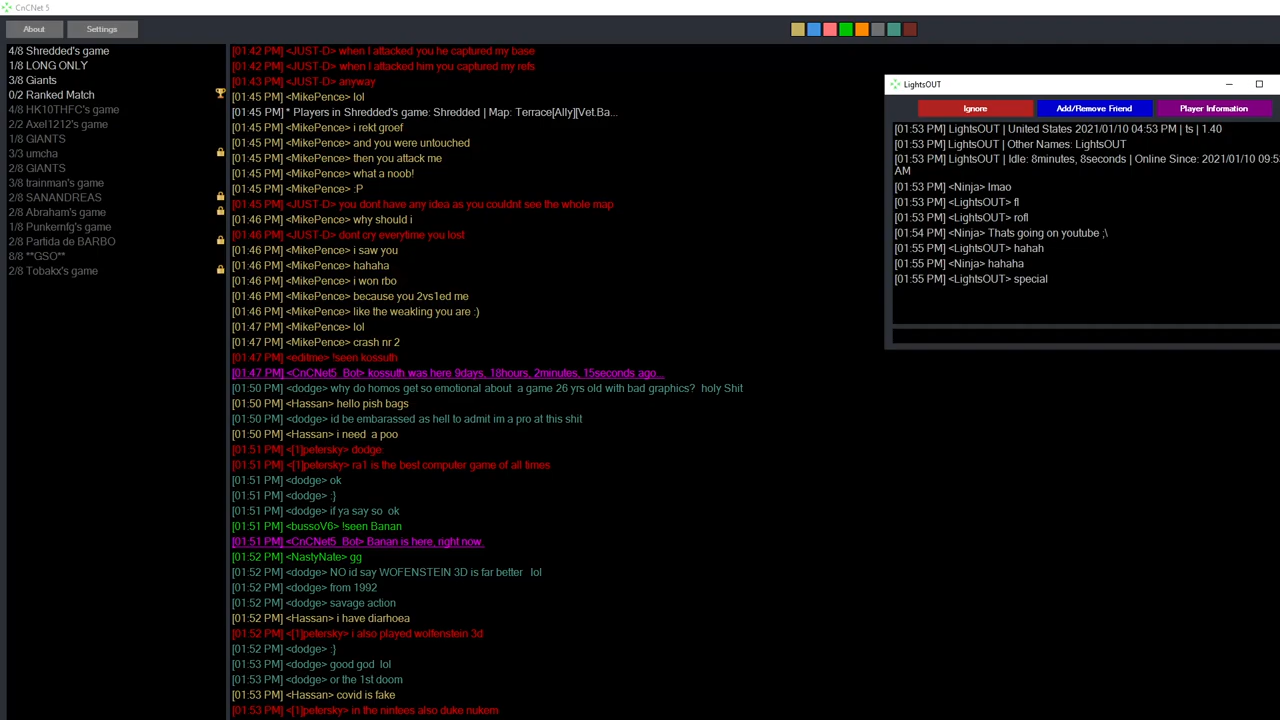 CnCNet 5
About
Settings
4/8 Shredded's game
1/8 LONG ONLY
3/8 Giants
0/2 Ranked Match
4/8 HK10THFC's game
2/2 Axel1212's game
1/8 GIANTS
3/3 umcha
2/8 GIANTS
3/8 trainman's game
2/8 SANANDREAS
2/8 Abraham's game
1/8 Punkernfg's game
2/8 Partida de BARBO
8/8 **GSO**
2/8 Tobakx's game
[01:42 PM] <JUST-D> when I attacked you he captured my base
[01:42 PM] <JUST-D> when I attacked him you captured my refs
[01:43 PM] <JUST-D> anyway
[01:45 PM] <MikePence> lol
[01:45 PM] * Players in Shredded's game: Shredded | Map: Terrace[Ally][Vet.Ba...
[01:45 PM] <MikePence> i rekt groef
[01:45 PM] <MikePence> and you were untouched
[01:45 PM] <MikePence> then you attack me
[01:45 PM] <MikePence> what a noob!
[01:45 PM] <MikePence> :P
[01:45 PM] <JUST-D> you dont have any idea as you couldnt see the whole map
[01:46 PM] <MikePence> why should i
[01:46 PM] <JUST-D> dont cry everytime you lost
[01:46 PM] <MikePence> i saw you
[01:46 PM] <MikePence> hahaha
[01:46 PM] <MikePence> i won rbo
[01:46 PM] <MikePence> because you 2vs1ed me
[01:46 PM] <MikePence> like the weakling you are :)
[01:47 PM] <MikePence> lol
[01:47 PM] <MikePence> crash nr 2
[01:47 PM] <editme> !seen kossuth
[01:47 PM] <CnCNet5_Bot> kossuth was here 9days, 18hours, 2minutes, 15seconds ago...
[01:50 PM] <dodge> why do homos get so emotional about  a game 26 yrs old with bad graphics?  holy Shit
[01:50 PM] <Hassan> hello pish bags
[01:50 PM] <dodge> id be embarassed as hell to admit im a pro at this shit
[01:50 PM] <Hassan> i need  a poo
[01:51 PM] <[1]petersky> dodge
[01:51 PM] <[1]petersky> ra1 is the best computer game of all times
[01:51 PM] <dodge> ok
[01:51 PM] <dodge> :}
[01:51 PM] <dodge> if ya say so  ok
[01:51 PM] <bussoV6> !seen Banan
[01:51 PM] <CnCNet5_Bot> Banan is here, right now.
[01:52 PM] <NastyNate> gg
[01:52 PM] <dodge> NO id say WOFENSTEIN 3D is far better   lol
[01:52 PM] <dodge> from 1992
[01:52 PM] <dodge> savage action
[01:52 PM] <Hassan> i have diarhoea
[01:52 PM] <[1]petersky> i also played wolfenstein 3d
[01:52 PM] <dodge> :}
[01:53 PM] <dodge> good god  lol
[01:53 PM] <dodge> or the 1st doom
[01:53 PM] <Hassan> covid is fake
[01:53 PM] <[1]petersky> in the nintees also duke nukem
LightsOUT
Ignore
Add/Remove Friend
Player Information
[01:53 PM] LightsOUT | United States 2021/01/10 04:53 PM | ts | 1.40
[01:53 PM] LightsOUT | Other Names: LightsOUT
[01:53 PM] LightsOUT | Idle: 8minutes, 8seconds | Online Since: 2021/01/10 09:5
AM
[01:53 PM] <Ninja> lmao
[01:53 PM] <LightsOUT> fl
[01:53 PM] <LightsOUT> rofl
[01:54 PM] <Ninja> Thats going on youtube ;\
[01:55 PM] <LightsOUT> hahah
[01:55 PM] <Ninja> hahaha
[01:55 PM] <LightsOUT> special